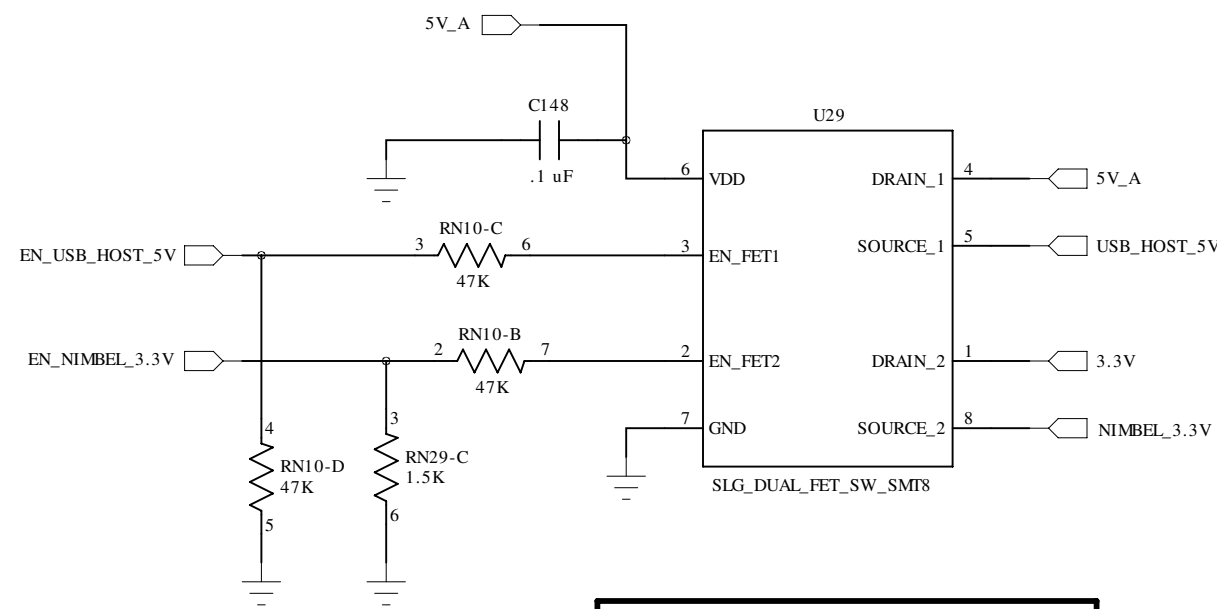 5V_A
C148
.1 uF
U29
6
VDD
DRAIN_1
4
5V_A
EN_USB_HOST_5V
3
RN10-C
6
47K
3
EN_FET1
SOURCE_1
5
USB_HOST_5V
EN_NIMBEL_3.3V
2
RN10-B
7
47K
2
EN_FET2
DRAIN_2
1
3.3V
7
GND
SOURCE_2
8
NIMBEL_3.3V
SLG_DUAL_FET_SW_SMT8
4
RN10-D
47K
5
3
RN29-C
1.5K
6